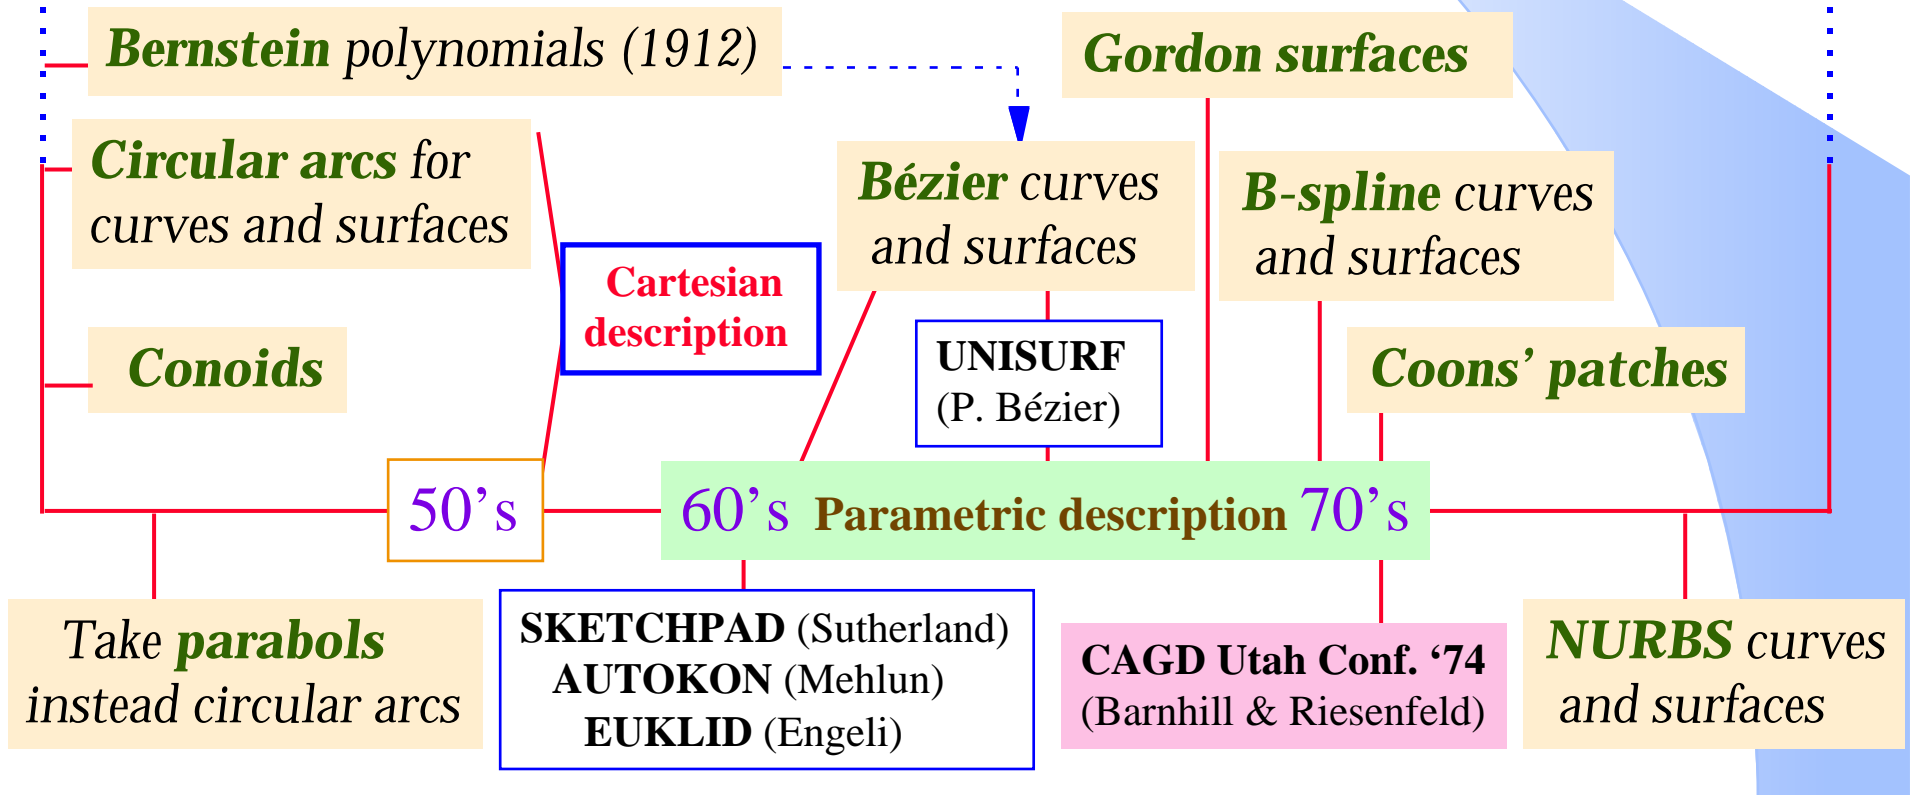 Bernstein polynomials (1912)
Gordon surfaces
Circular arcs for
curves and surfaces
Bézier curves
and surfaces
B-spline curves
and surfaces
Cartesian
description
UNISURF
(P. Bézier)
Conoids
Coons’ patches
50’s
60’s Parametric description 70’s
Take parabols
instead circular arcs
SKETCHPAD (Sutherland)
AUTOKON (Mehlun)
EUKLID (Engeli)
CAGD Utah Conf. ‘74
(Barnhill & Riesenfeld)
NURBS curves
and surfaces